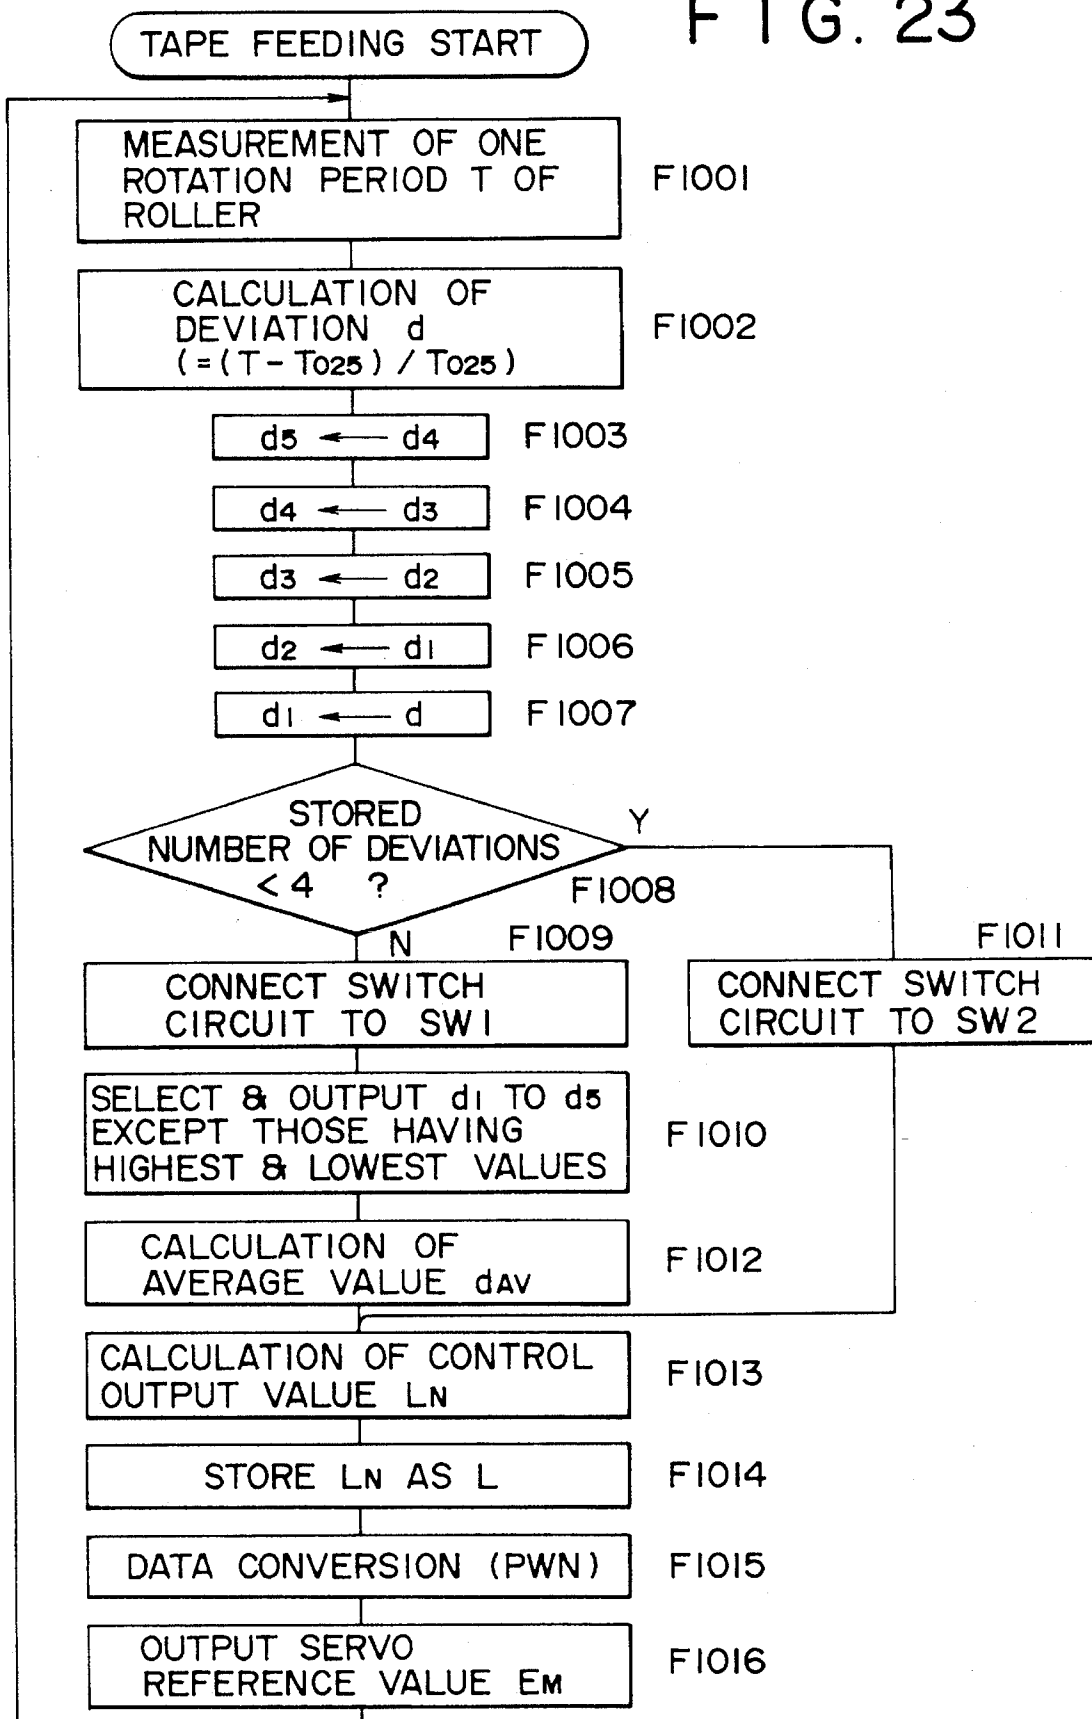 FIG. 23
TAPE FEEDING START
MEASUREMENT OF ONE
ROTATION PERIOD T OF
ROLLER
F1001
CALCULATION OF
DEVIATION d
(=(T-T025)/T025)
F1002
d5 ← d4
F1003
d4 ← d3
F1004
d3 ← d2
F1005
d2 ← d1
F1006
d1 ← d
F1007
STORED
NUMBER OF DEVIATIONS
<4 ?
F1008
Y
N
F1009
CONNECT SWITCH
CIRCUIT TO SW1
F1011
CONNECT SWITCH
CIRCUIT TO SW2
SELECT & OUTPUT d1 TO d5
EXCEPT THOSE HAVING
HIGHEST & LOWEST VALUES
F1010
CALCULATION OF
AVERAGE VALUE dAV
F1012
CALCULATION OF CONTROL
OUTPUT VALUE LN
F1013
STORE LN AS L
F1014
DATA CONVERSION (PWN)
F1015
OUTPUT SERVO
REFERENCE VALUE EM
F1016